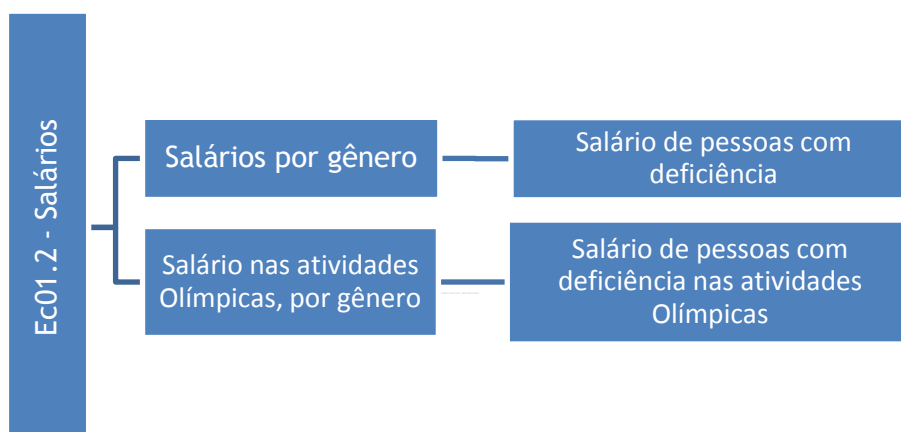 Ec01.2 - Salários
Salários por gênero
Salário de pessoas com
deficiência
Salário nas atividades
Olímpicas, por gênero
Salário de pessoas com
deficiência nas atividades
Olímpicas